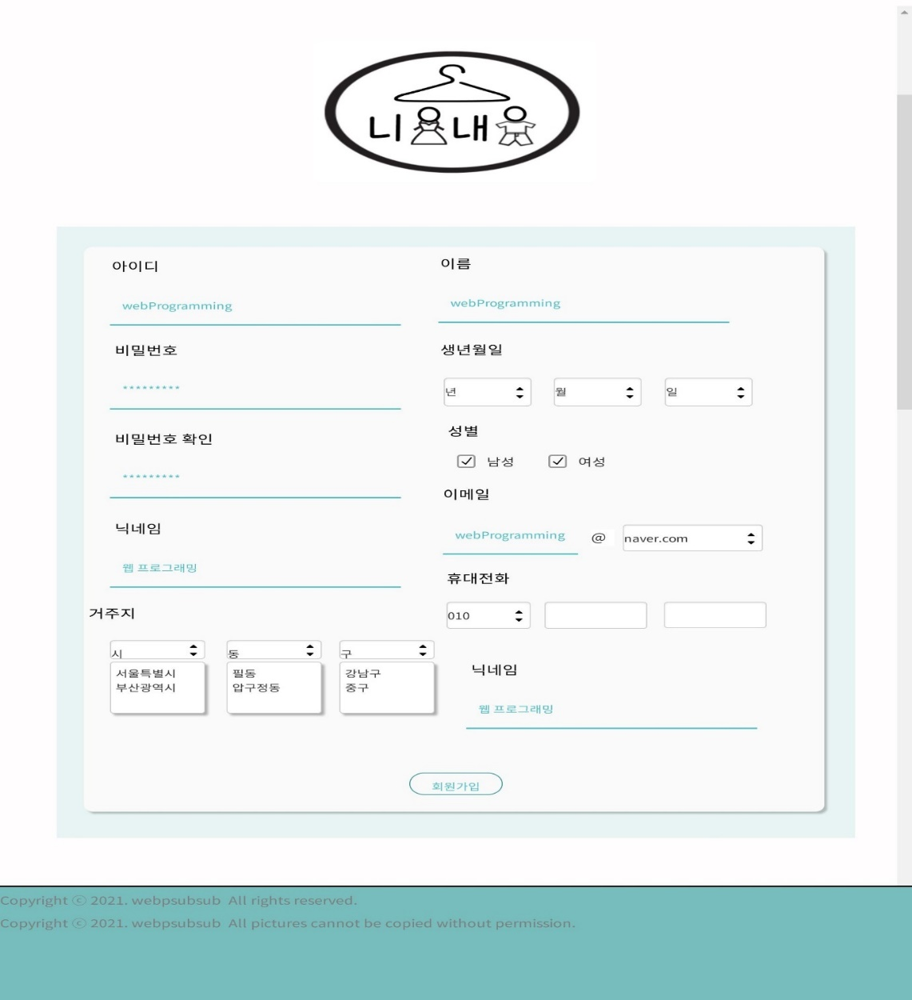 니 옷 내 옷
아이디
webProgramming
비밀번호
*********
비밀번호 확인
*********
닉네임
웹 프로그래밍
거주지
시 동 구
서울특별시 필동 강남구
부산광역시 압구정동 중구
이름
webProgramming
생년월일
년 월 일
성별
남성 여성
이메일
webProgramming @ naver.com
휴대전화
010
닉네임
웹 프로그래밍
회원가입
Copyright ⓒ 2021. webpsubsub All rights reserved.
Copyright ⓒ 2021. webpsubsub All pictures cannot be copied without permission.